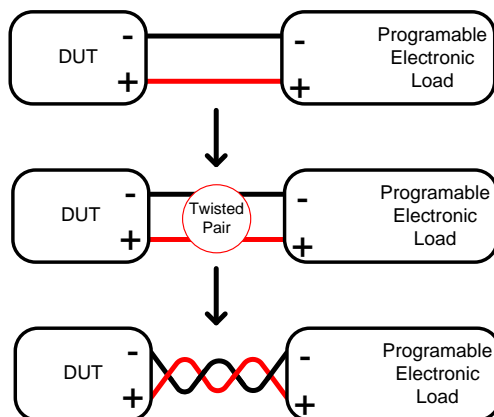 DUT
-
+
-
+
Programable
Electronic
Load
DUT
-
+
Twisted
Pair
-
+
Programable
Electronic
Load
DUT
-
+
-
+
Programable
Electronic
Load